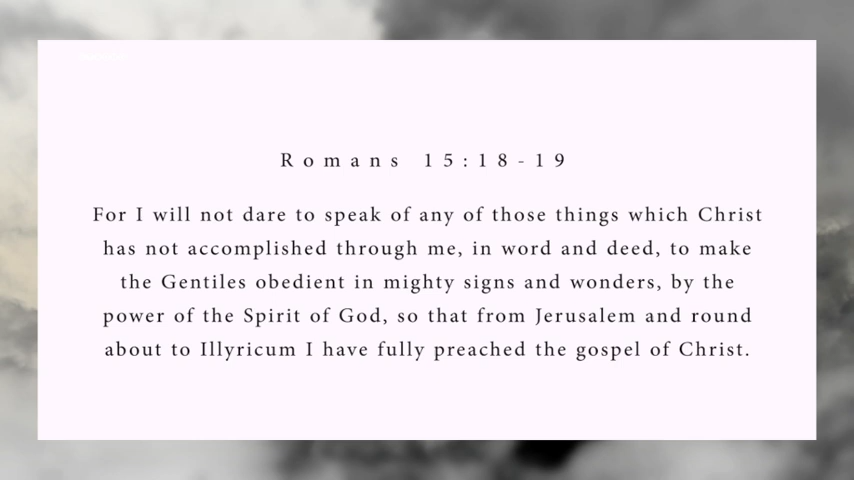 Romans 15:18-19
For I will not dare to speak of any of those things which Christ
has not accomplished through me, in word and deed, to make
the Gentiles obedient in mighty signs and wonders, by the
power of the Spirit of God, so that from Jerusalem and round
about to Illyricum I have fully preached the gospel of Christ.